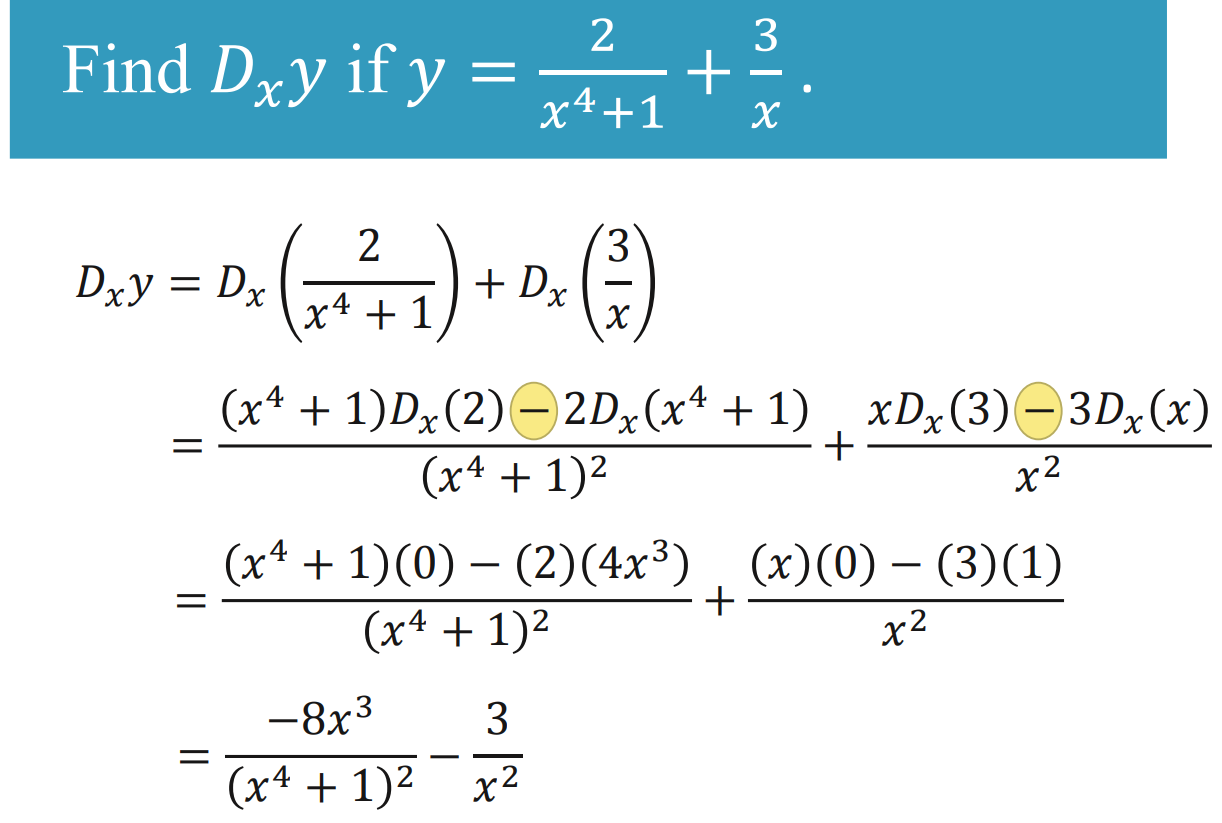 Find D_x y if y = \frac{2}{x^4+1} + \frac{3}{x} .
D_x y = D_x \left( \frac{2}{x^4 + 1} \right) + D_x \left( \frac{3}{x} \right)
= \frac{(x^4 + 1)D_x(2) − 2D_x(x^4 + 1)}{(x^4 + 1)^2} + \frac{xD_x(3) − 3D_x(x)}{x^2}
= \frac{(x^4 + 1)(0) − (2)(4x^3)}{(x^4 + 1)^2} + \frac{(x)(0) − (3)(1)}{x^2}
= \frac{−8x^3}{(x^4 + 1)^2} − \frac{3}{x^2}